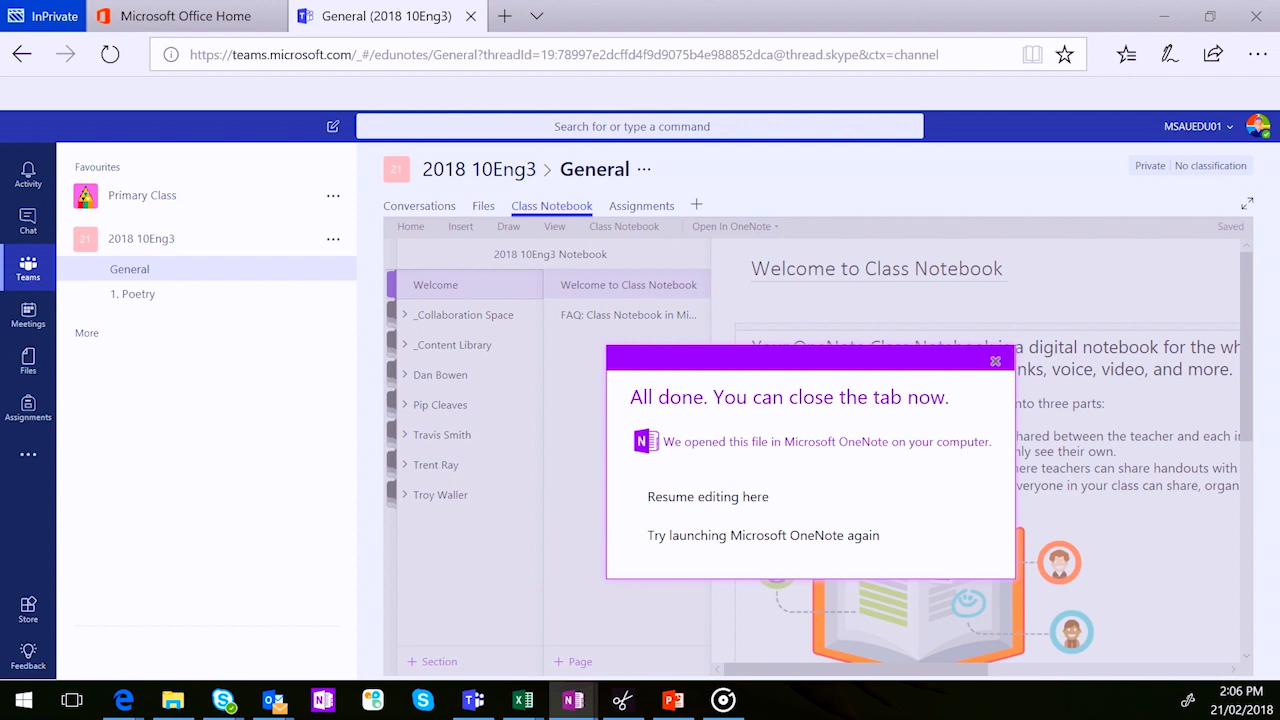 InPrivate
Microsoft Office Home
General (2018 10Eng3)
https://teams.microsoft.com/_#/edunotes/General?threadId=19:78997e2dcffd4f9d9075b4e988852dca@thread.skype&ctx=channel
Search for or type a command
MSAUEDU01
Activity
Chat
Teams
Meetings
Files
Assignments
Store
Feedback
Favourites
Primary Class
21 2018 10Eng3
General
1. Poetry
More
21 2018 10Eng3 > General
Private No classification
Conversations Files Class Notebook Assignments
Home Insert Draw View Class Notebook Open In OneNote Saved
2018 10Eng3 Notebook
Welcome
_Collaboration Space
_Content Library
Dan Bowen
Pip Cleaves
Travis Smith
Trent Ray
Troy Waller
+ Section
Welcome to Class Notebook
FAQ: Class Notebook in Mi...
+ Page
Welcome to Class Notebook
a digital notebook for the wh
nks, voice, video, and more.
nto three parts:
hared between the teacher and each in
nly see their own.
here teachers can share handouts with
everyone in your class can share, organ
All done. You can close the tab now.
We opened this file in Microsoft OneNote on your computer.
Resume editing here
Try launching Microsoft OneNote again
2:06 PM
21/02/2018